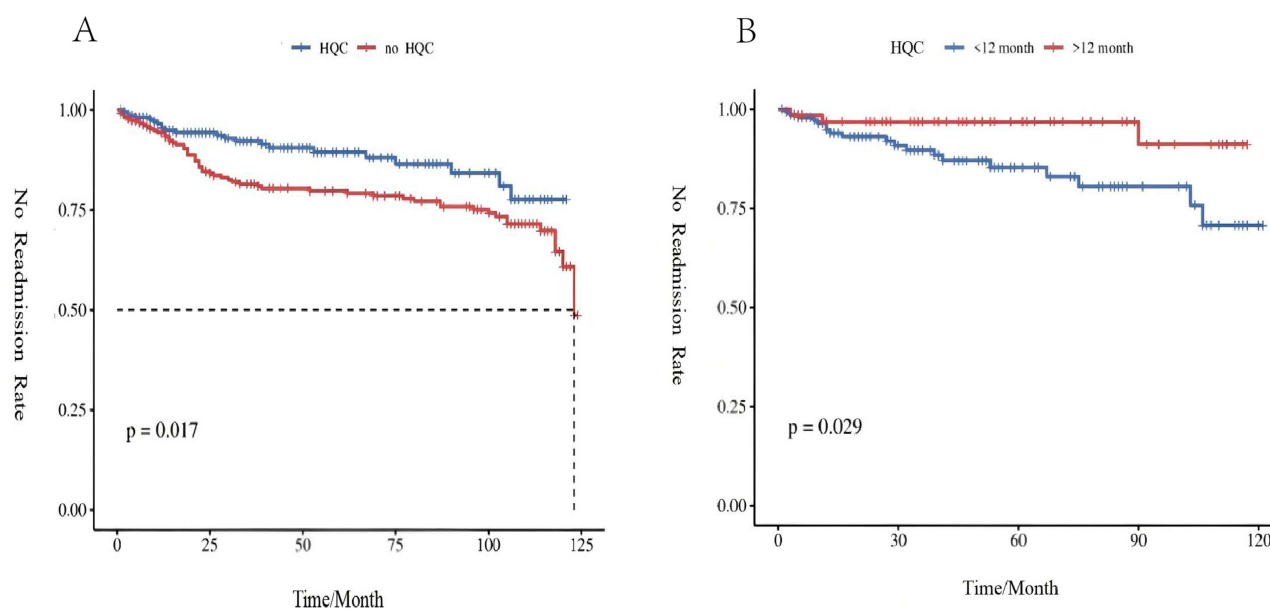 A
HQC no HQC
No Readmission Rate
1.00
0.75
0.50
0.25
0.00
p = 0.017
0 25 50 75 100 125
Time/Month
B
HQC <12 month >12 month
No Readmission Rate
1.00
0.75
0.50
0.25
0.00
p = 0.029
0 30 60 90 120
Time/Month